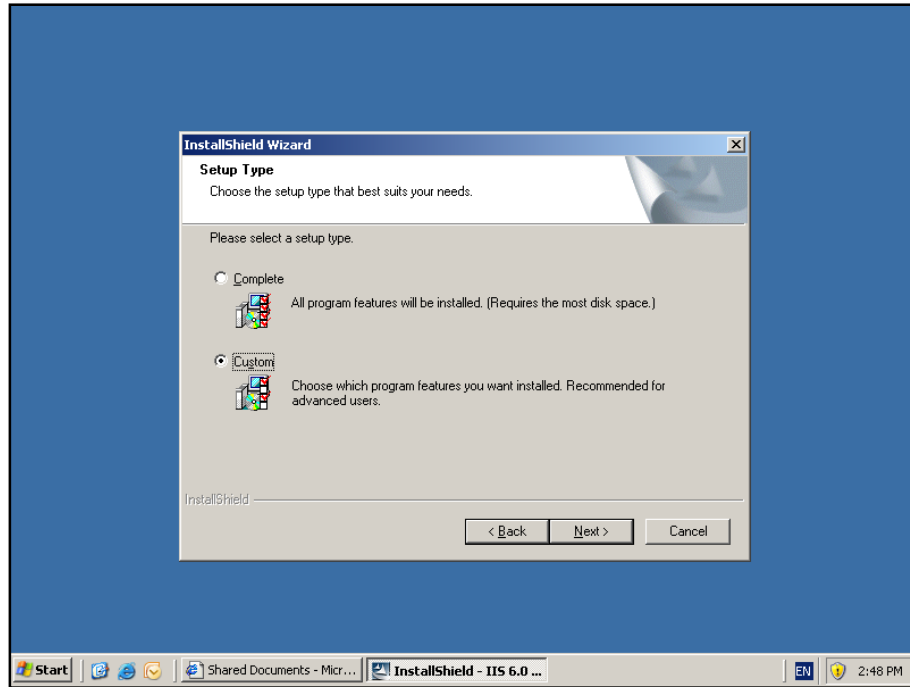 InstallShield Wizard
Setup Type
Choose the setup type that best suits your needs.
Please select a setup type.
Complete
All program features will be installed. (Requires the most disk space.)
Custom
Choose which program features you want installed. Recommended for
advanced users.
InstallShield
< Back Next > Cancel
Start Shared Documents - Micr... InstallShield - IIS 6.0 ... EN 2:48 PM